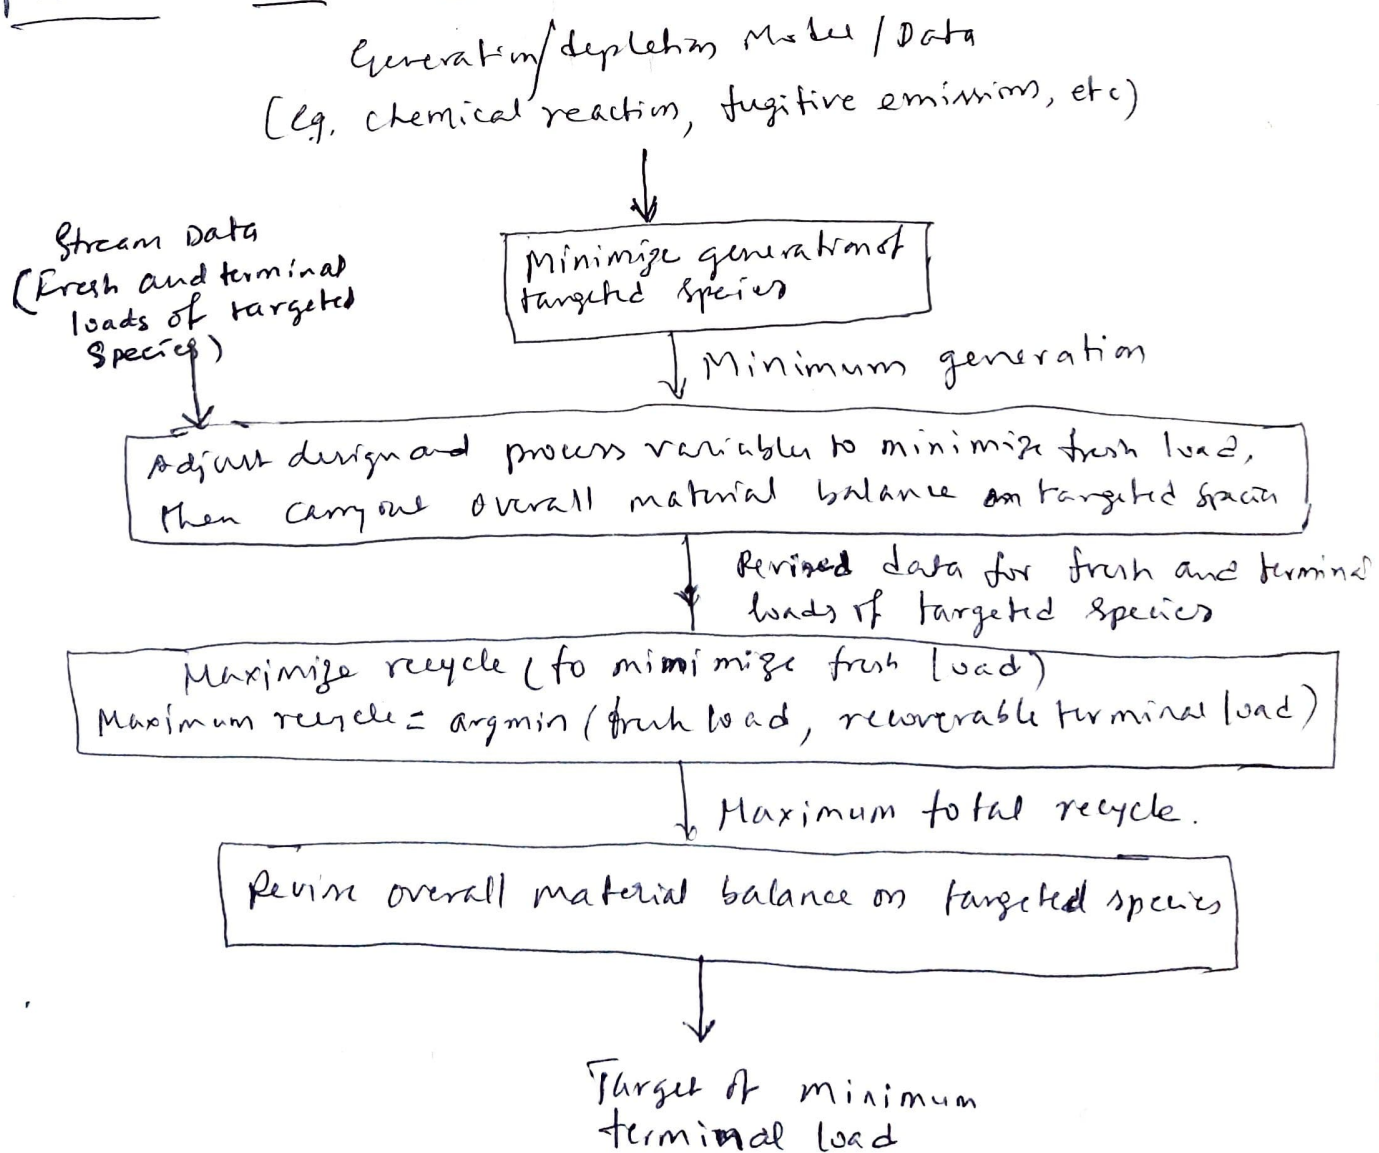 Generation/depletion Model / Data
(eg. chemical reaction, fugitive emissions, etc)
Stream Data
(Fresh and terminal
loads of targeted
Species)
Minimize generation of
targeted species
Minimum generation
Adjust design and process variables to minimize fresh load,
then carry out overall material balance on targeted species
Revised data for fresh and terminal
loads of targeted species
Maximize recycle (to minimize fresh load)
Maximum recycle = argmin (fresh load, recoverable terminal load)
Maximum total recycle.
Revise overall material balance on targeted species
Target of minimum
terminal load